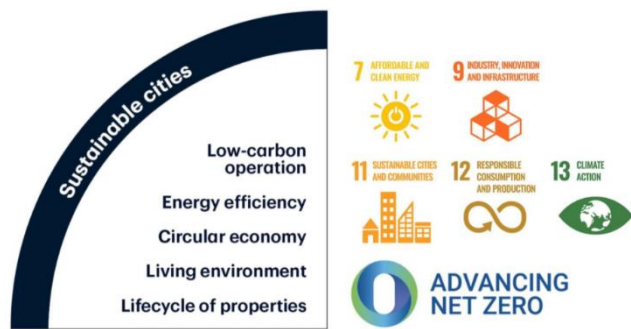 Sustainable cities
Low-carbon
operation
Energy efficiency
Circular economy
Living environment
Lifecycle of properties
7 AFFORDABLE AND
CLEAN ENERGY
9 INDUSTRY, INNOVATION
AND INFRASTRUCTURE
11 SUSTAINABLE CITIES
AND COMMUNITIES
12 RESPONSIBLE
CONSUMPTION
AND PRODUCTION
13 CLIMATE
ACTION
ADVANCING
NET ZERO